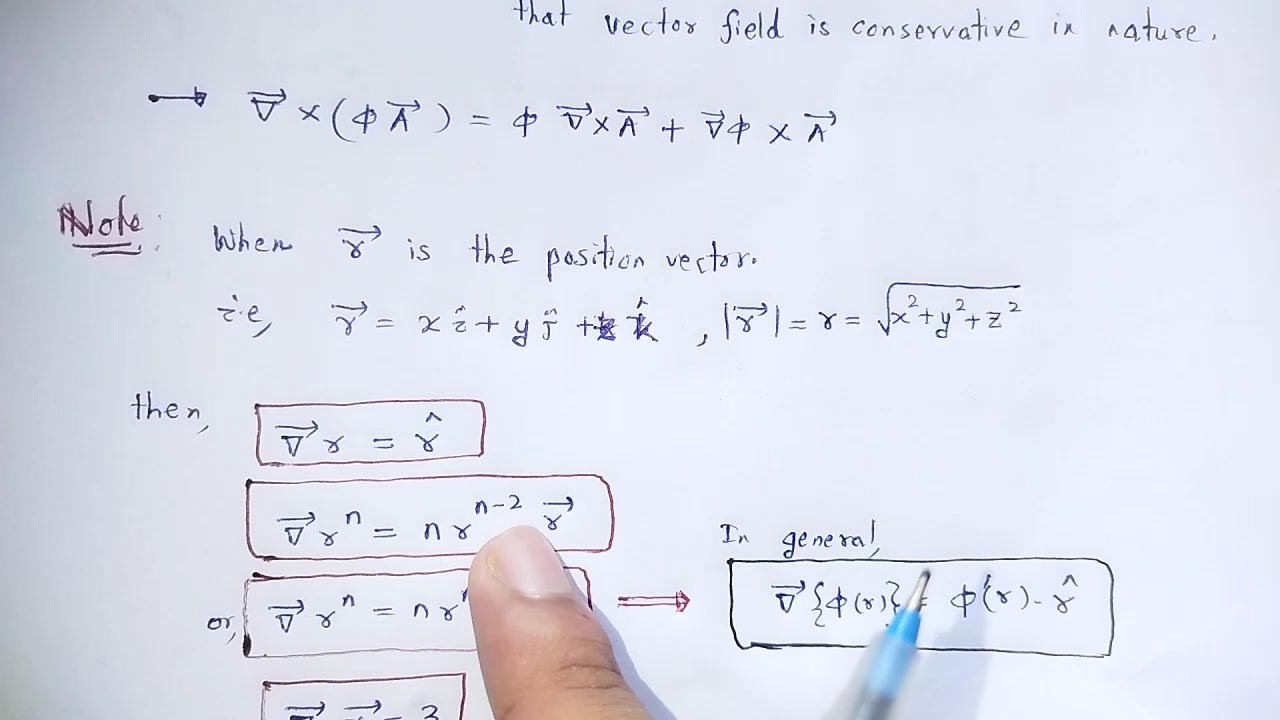 that vector field is conservative in nature.
→ ∇⃗ × (ϕ A⃗) = ϕ ∇⃗ × A⃗ + ∇⃗ϕ × A⃗
Note: When r⃗ is the position vector.
i.e, r⃗ = x î + y ĵ + k̂ , |r⃗| = r = √x²+y²+z²
then, ∇⃗ r = r̂
∇⃗ rⁿ = n rⁿ⁻² r⃗
In general,
or, ∇⃗ rⁿ = n r ⟹ ∇⃗ {ϕ(r)} = ϕ'(r) · r̂
= 3